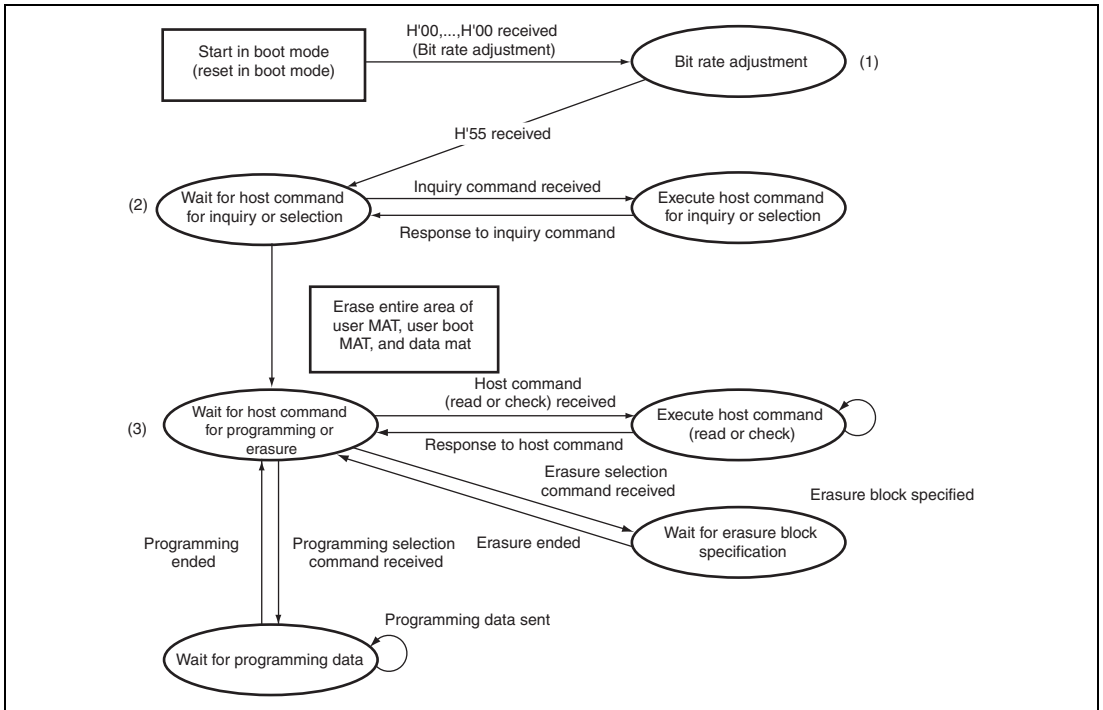 Start in boot mode
(reset in boot mode)
H'00,...,H'00 received
(Bit rate adjustment)
Bit rate adjustment
(1)
H'55 received
(2)
Wait for host command
for inquiry or selection
Inquiry command received
Execute host command
for inquiry or selection
Response to inquiry command
Erase entire area of
user MAT, user boot
MAT, and data mat
(3)
Wait for host command
for programming or
erasure
Host command
(read or check) received
Execute host command
(read or check)
Response to host command
Erasure selection
command received
Erasure block specified
Erasure ended
Wait for erasure block
specification
Programming
ended
Programming selection
command received
Programming data sent
Wait for programming data